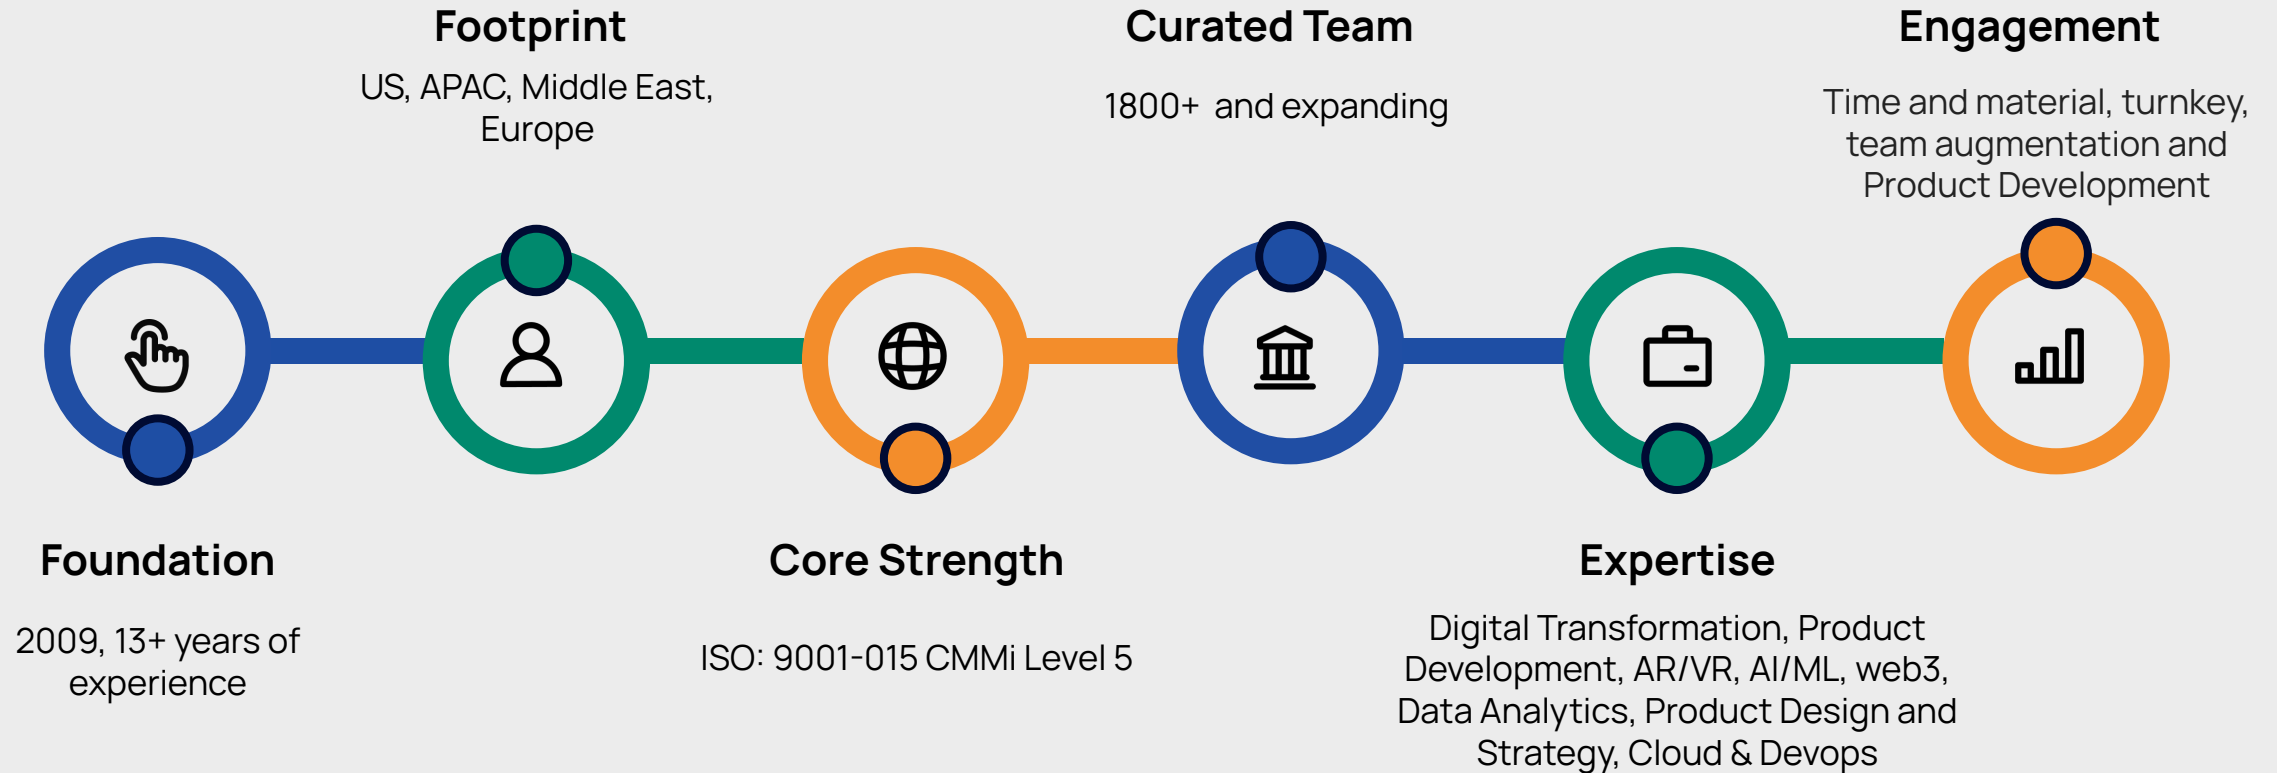 Footprint
US, APAC, Middle East,
Europe
Curated Team
1800+ and expanding
Engagement
Time and material, turnkey,
team augmentation and
Product Development
Foundation
2009, 13+ years of
experience
Core Strength
ISO: 9001-015 CMMi Level 5
Expertise
Digital Transformation, Product
Development, AR/VR, AI/ML, web3,
Data Analytics, Product Design and
Strategy, Cloud & Devops